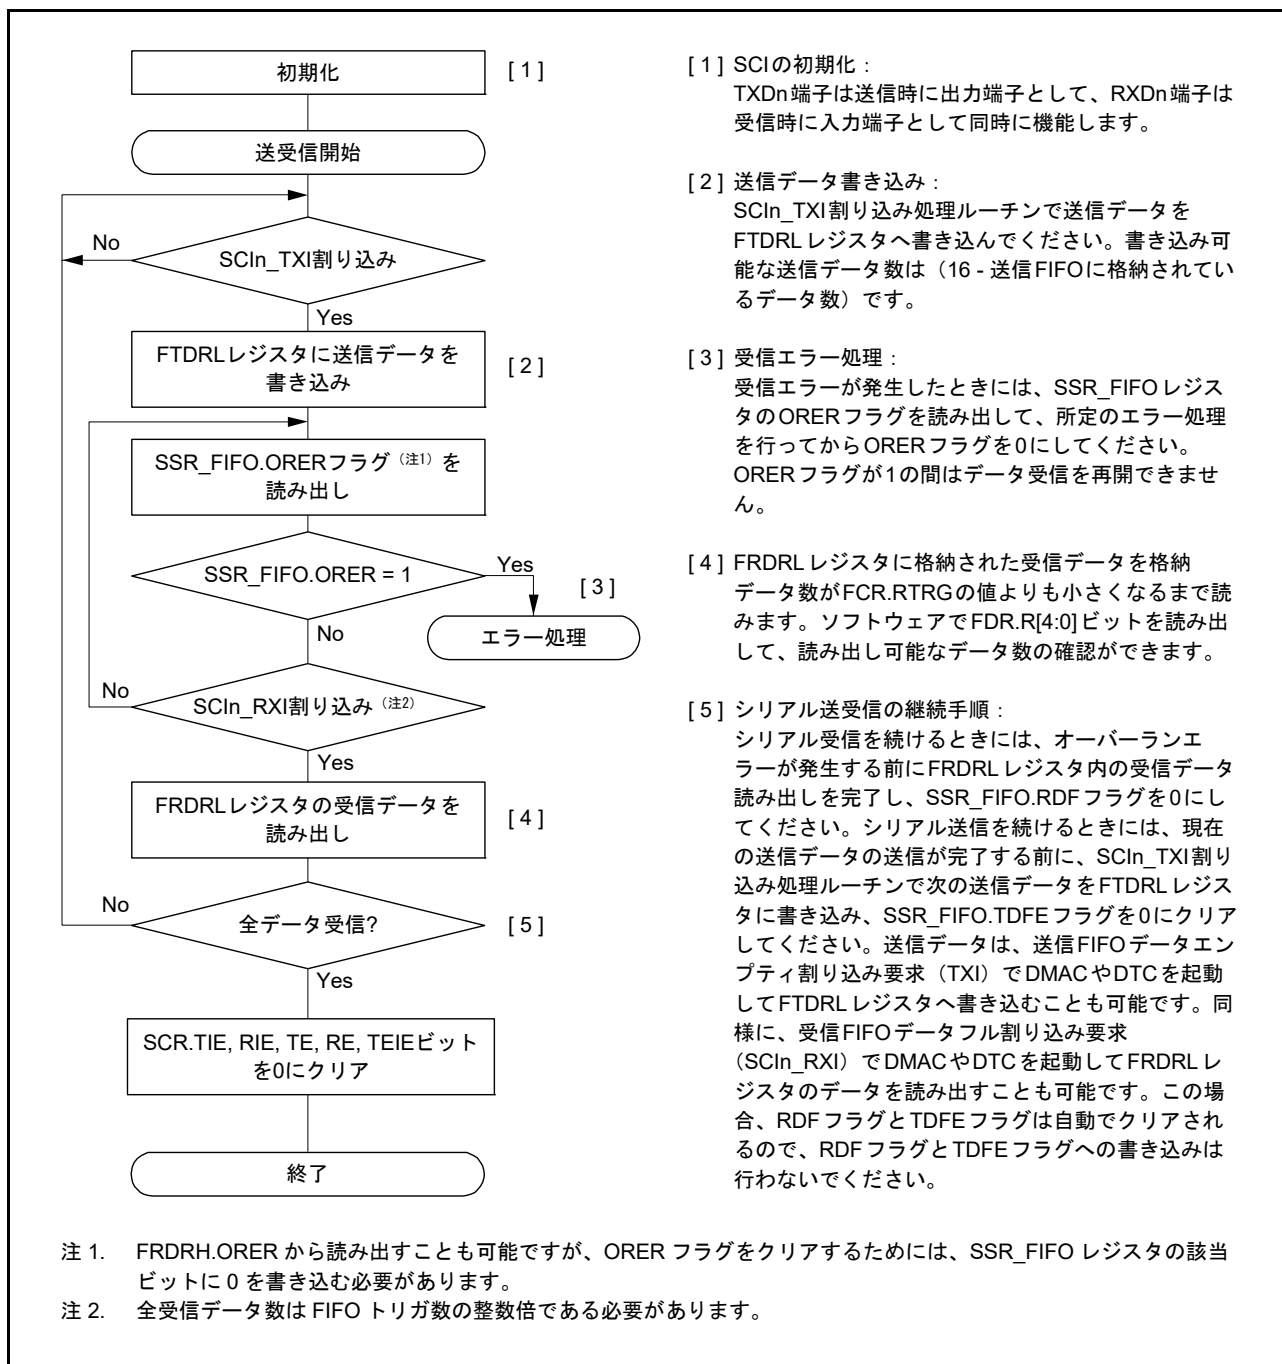 初期化
[ 1 ]
送受信開始
No
SCIn_TXI割り込み
Yes
FTDRLレジスタに送信データを
書き込み
[ 2 ]
SSR_FIFO.ORERフラグ（注1）を
読み出し
SSR_FIFO.ORER = 1
Yes
[ 3 ]
No
エラー処理
No
SCIn_RXI割り込み（注2）
Yes
FRDRLレジスタの受信データを
読み出し
[ 4 ]
No
全データ受信?
[ 5 ]
Yes
SCR.TIE, RIE, TE, RE, TEIEビット
を0にクリア
終了
[ 1 ] SCIの初期化：
TXDn端子は送信時に出力端子として、RXDn端子は
受信時に入力端子として同時に機能します。
[ 2 ] 送信データ書き込み：
SCIn_TXI割り込み処理ルーチンで送信データを
FTDRLレジスタへ書き込んでください。書き込み可
能な送信データ数は（16 - 送信FIFOに格納されてい
るデータ数）です。
[ 3 ] 受信エラー処理：
受信エラーが発生したときには、SSR_FIFOレジス
タのORERフラグを読み出して、所定のエラー処理
を行ってからORERフラグを0にしてください。
ORERフラグが1の間はデータ受信を再開できませ
ん。
[ 4 ] FRDRLレジスタに格納された受信データを格納
データ数がFCR.RTRGの値よりも小さくなるまで読
みます。ソフトウェアでFDR.R[4:0]ビットを読み出
して、読み出し可能なデータ数の確認ができます。
[ 5 ] シリアル送受信の継続手順：
シリアル受信を続けるときには、オーバーランエ
ラーが発生する前にFRDRLレジスタ内の受信データ
読み出しを完了し、SSR_FIFO.RDFフラグを0にし
てください。シリアル送信を続けるときには、現在
の送信データの送信が完了する前に、SCIn_TXI割り
込み処理ルーチンで次の送信データをFTDRLレジス
タに書き込み、SSR_FIFO.TDFEフラグを0にクリア
してください。送信データは、送信FIFOデータエン
プティ割り込み要求（TXI）でDMACやDTCを起動
してFTDRLレジスタへ書き込むことも可能です。同
様に、受信FIFOデータフル割り込み要求
（SCIn_RXI）でDMACやDTCを起動してFRDRLレ
ジスタのデータを読み出すことも可能です。この場
合、RDFフラグとTDFEフラグは自動でクリアされ
るので、RDFフラグとTDFEフラグへの書き込みは
行わないでください。
注 1. FRDRH.ORER から読み出すことも可能ですが、ORER フラグをクリアするためには、SSR_FIFO レジスタの該当
ビットに 0 を書き込む必要があります。
注 2. 全受信データ数は FIFO トリガ数の整数倍である必要があります。